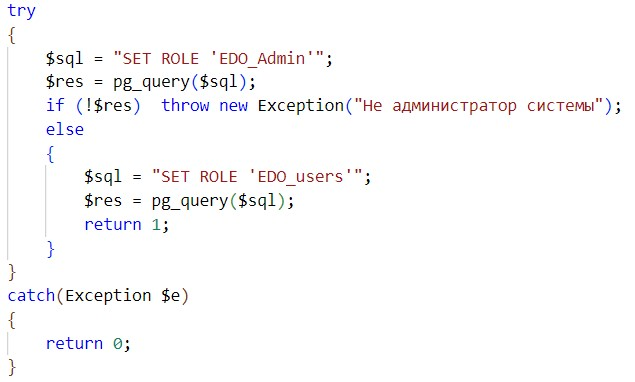 try
{
    $sql = "SET ROLE 'EDO_Admin'";
    $res = pg_query($sql);
    if (!$res)  throw new Exception("Не администратор системы");
    else
    {
        $sql = "SET ROLE 'EDO_users'";
        $res = pg_query($sql);
        return 1;
    }
}
catch(Exception $e)
{
    return 0;
}